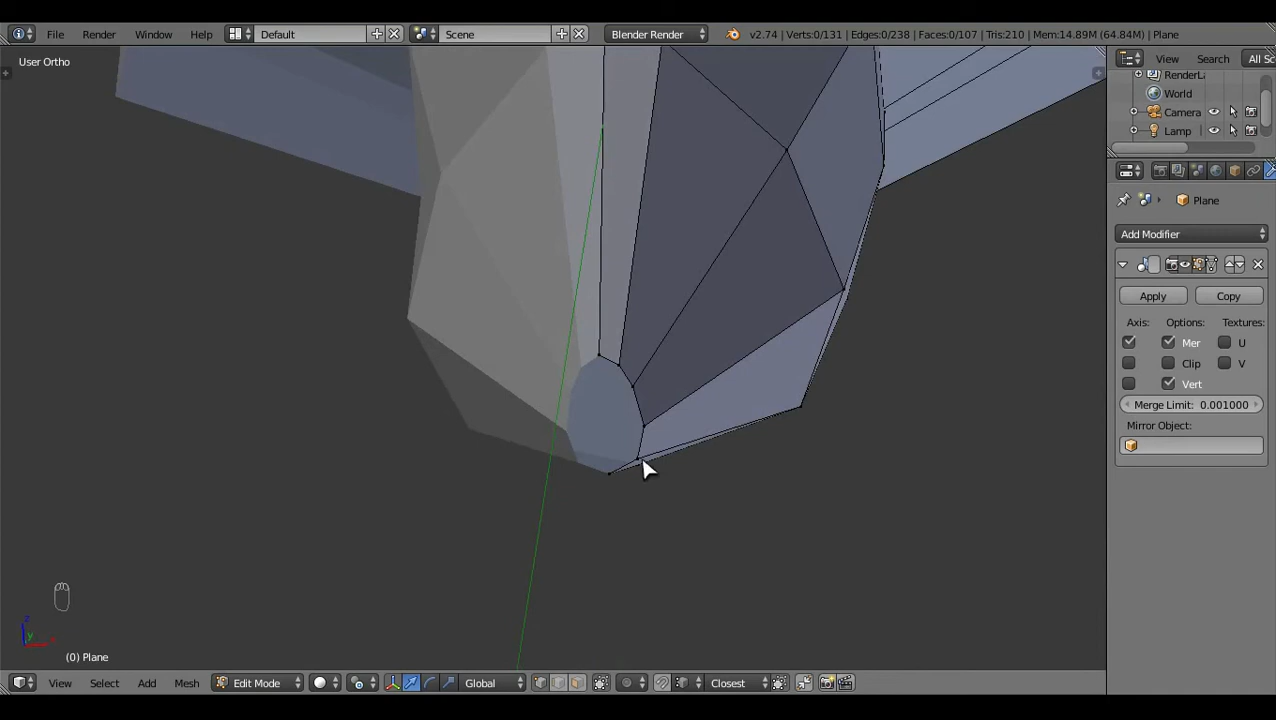 File Render Window Help Default Scene Blender Render v2.74 | Verts:0/131 | Edges:0/238 | Faces:0/107 | Tris:210 | Mem:14.89M (64.84M) | Plane
User Ortho
View Search All Sc
RenderLa
World
Camera
Lamp
Plane
Add Modifier
Apply Copy
Axis: Options: Textures:
Mer U
Clip V
Vert
Merge Limit: 0.001000
Mirror Object:
z
y
(0) Plane
View Select Add Mesh Edit Mode Global Closest